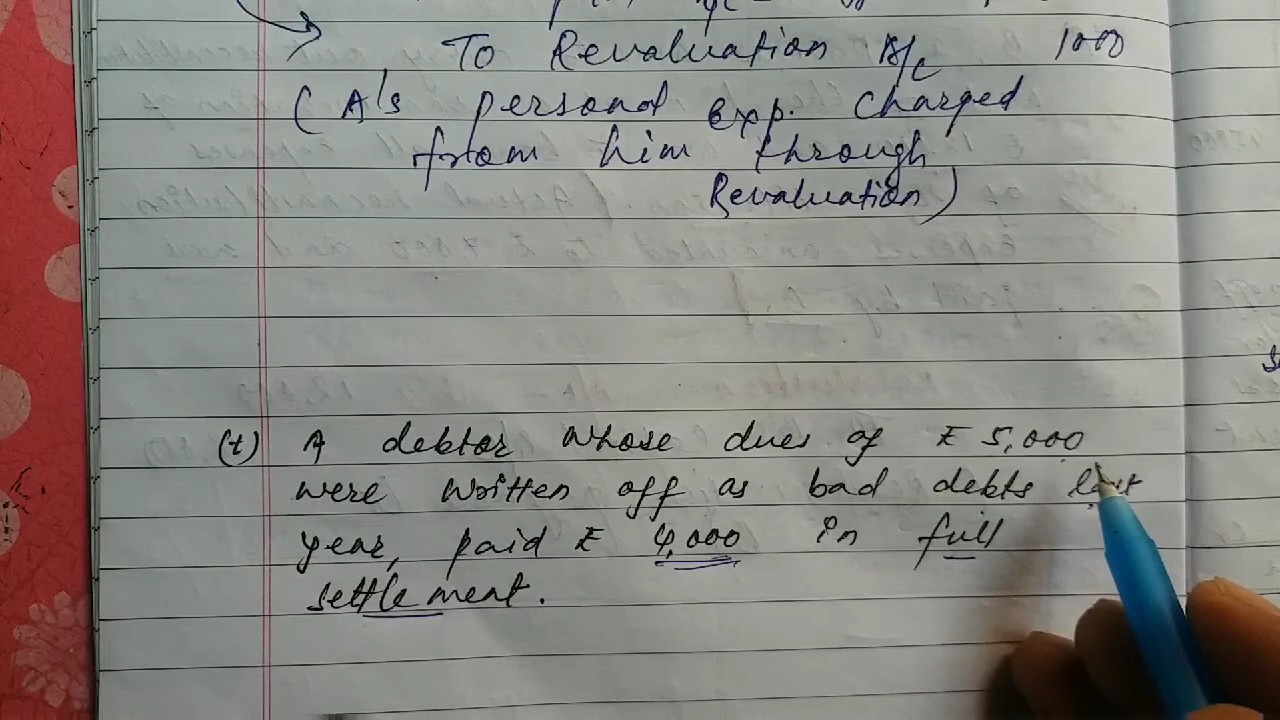 To Revaluation A/c 1000
( A's personal exp. charged
from him through
Revaluation)
(t) A debtor whose dues of ₹ 5,000
were written off as bad debts last
year, paid ₹ 4,000 in full
settlement.